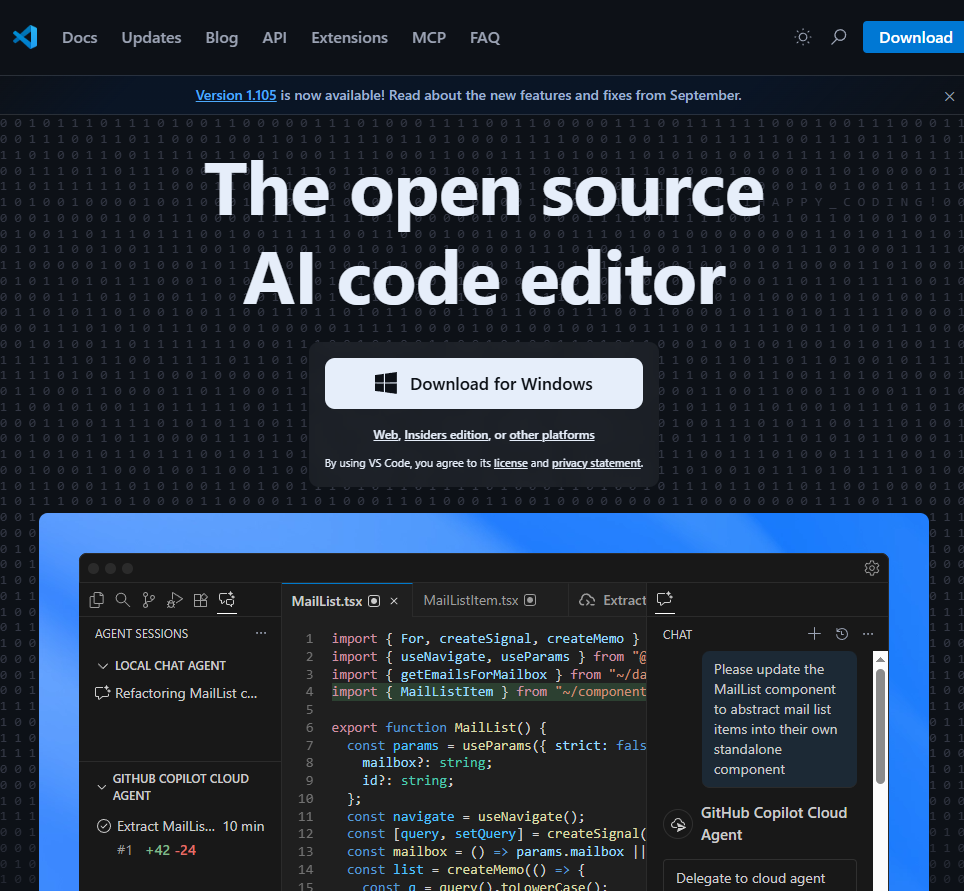 Docs Updates Blog API Extensions MCP FAQ Download
Version 1.105 is now available! Read about the new features and fixes from September.
The open source
AI code editor
APPY_CODING!
Download for Windows
Web, Insiders edition, or other platforms
By using VS Code, you agree to its license and privacy statement.
MailList.tsx MailListItem.tsx Extract
AGENT SESSIONS ...
LOCAL CHAT AGENT
Refactoring MailList c...
GITHUB COPILOT CLOUD
AGENT
Extract MailLis... 10 min
#1 +42 -24
1 import { For, createSignal, createMemo }
2 import { useNavigate, useParams } from "@
3 import { getEmailsForMailbox } from "~/da
4 import { MailListItem } from "~/component
5
6 export function MailList() {
7 const params = useParams({ strict: fals
8 mailbox?: string;
9 id?: string;
10 };
11 const navigate = useNavigate();
12 const [query, setQuery] = createSignal(
13 const mailbox = () => params.mailbox ||
14 const list = createMemo(() => {
15 const q = query().toLowerCase();
CHAT ...
Please update the
MailList component
to abstract mail list
items into their own
standalone
component
GitHub Copilot Cloud
Agent
Delegate to cloud agent